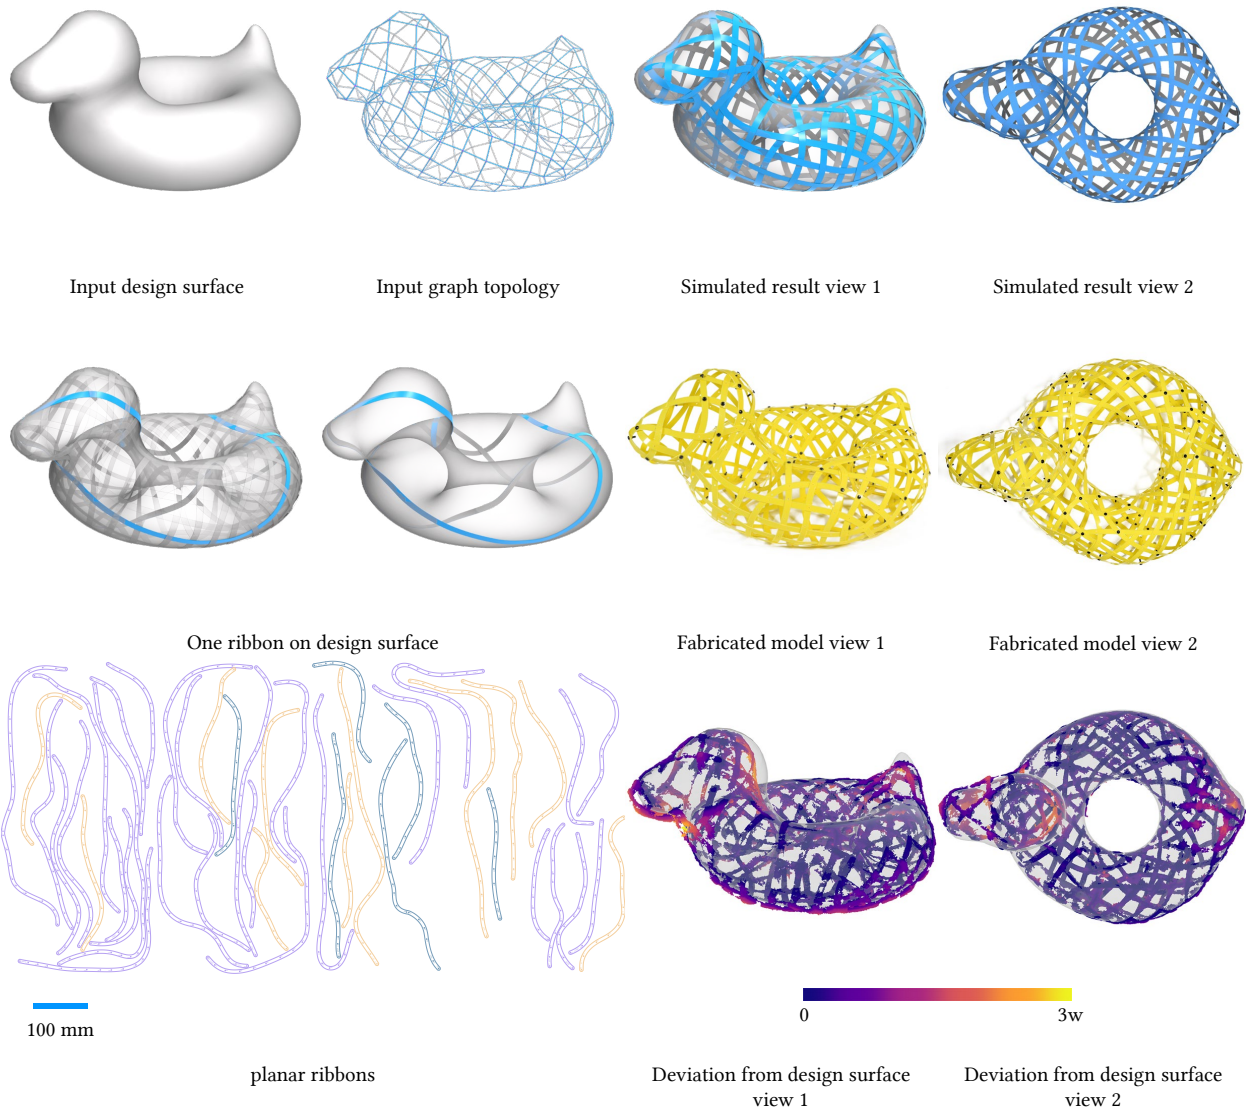 Input design surface
Input graph topology
Simulated result view 1
Simulated result view 2
One ribbon on design surface
Fabricated model view 1
Fabricated model view 2
0
3w
100 mm
planar ribbons
Deviation from design surface
view 1
Deviation from design surface
view 2